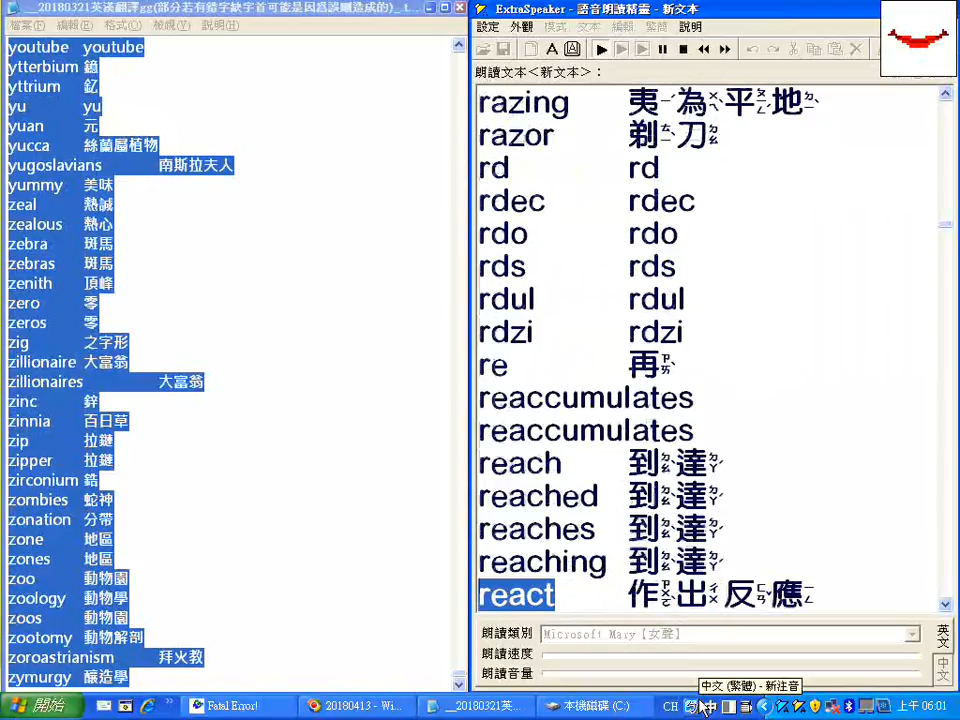 __20180321英漢翻譯gg(部分若有錯字缺字首可能是因為誤刪造成的)_ t...
檔案(F) 編輯(E) 格式(O) 檢視(V) 說明(H)
youtube youtube
ytterbium 鐿
yttrium 釔
yu yu
yuan 元
yucca 絲蘭屬植物
yugoslavians 南斯拉夫人
yummy 美味
zeal 熱誠
zealous 熱心
zebra 斑馬
zebras 斑馬
zenith 頂峰
zero 零
zeros 零
zig 之字形
zillionaire 大富翁
zillionaires 大富翁
zinc 鋅
zinnia 百日草
zip 拉鏈
zipper 拉鏈
zirconium 鋯
zombies 蛇神
zonation 分帶
zone 地區
zones 地區
zoo 動物園
zoology 動物學
zoos 動物園
zootomy 動物解剖
zoroastrianism 拜火教
zymurgy 釀造學
ExtraSpeaker - 語音朗讀精靈 - 新文本
設定 外觀 模式 文本 編輯 繁簡 說明
朗讀文本<新文本>：
razing 夷為平地
razor 剃刀
rd rd
rdec rdec
rdo rdo
rds rds
rdul rdul
rdzi rdzi
re 再
reaccumulates
reaccumulates
reach 到達
reached 到達
reaches 到達
reaching 到達
react 作出反應
朗讀類別 Microsoft Mary【女聲】
朗讀速度
朗讀音量
英文
中文
中文 (繁體) - 新注音
開始 Fatal Error! 20180413 - Wi... __20180321英... 本機磁碟 (C:) CH 中 上午 06:01